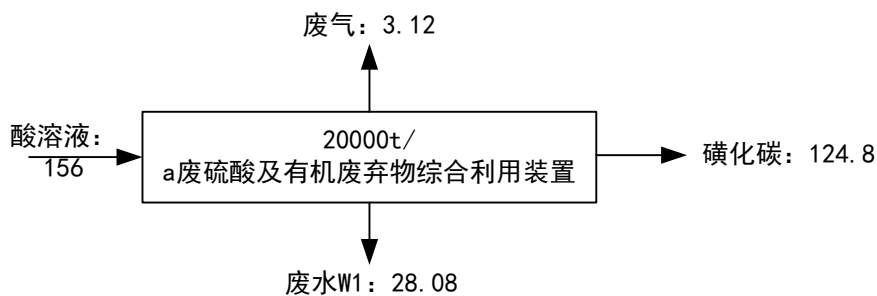 废气：3.12
酸溶液：
156
20000t/
a废硫酸及有机废弃物综合利用装置
磺化碳：124.8
废水W1：28.08